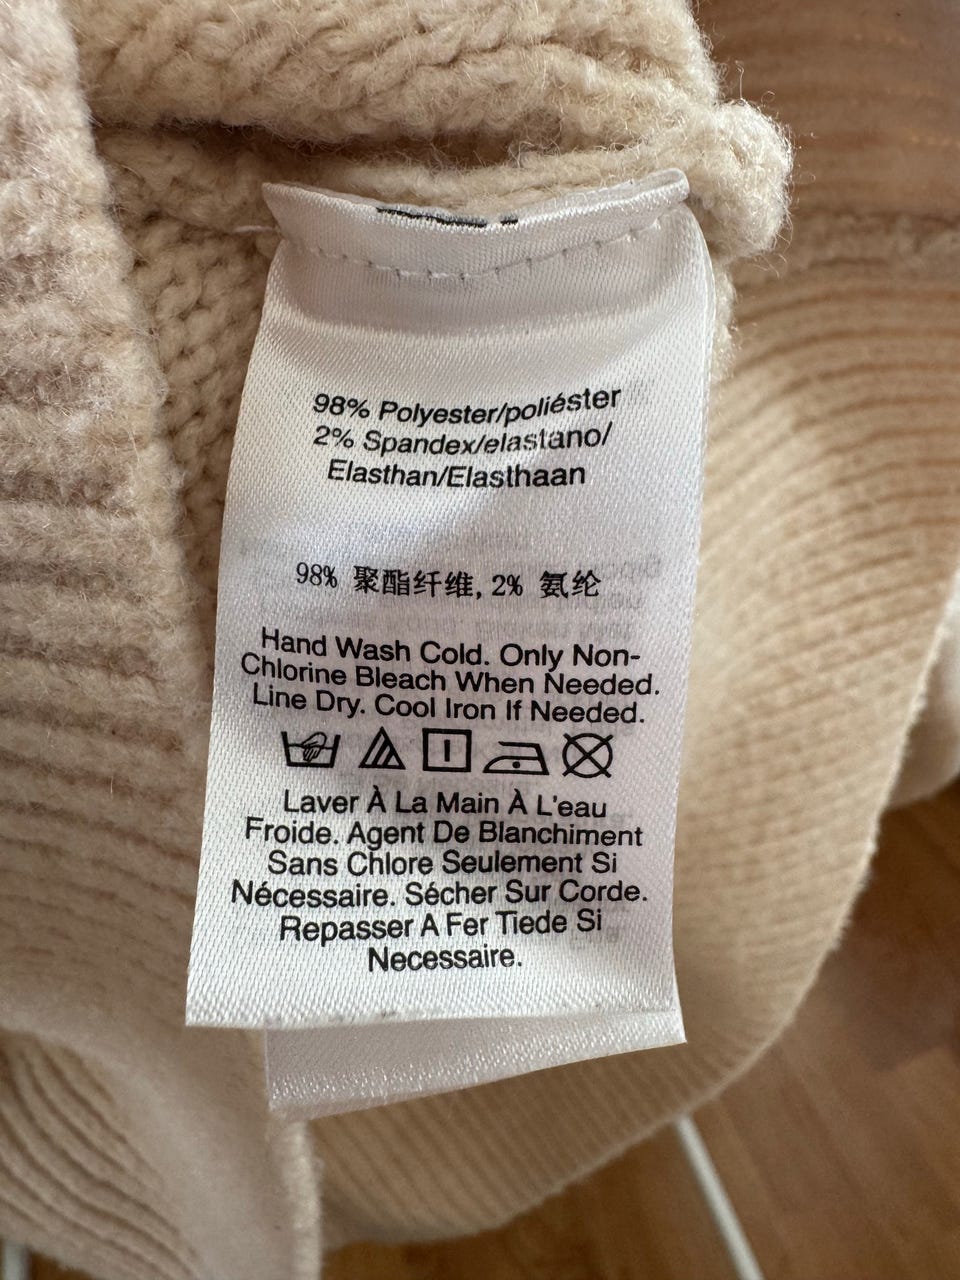 98% Polyester/poliéster
2% Spandex/elastano/
Elasthan/Elasthaan
98% 聚酯纤维, 2% 氨纶
Hand Wash Cold. Only Non-
Chlorine Bleach When Needed.
Line Dry. Cool Iron If Needed.
Laver À La Main À L'eau
Froide. Agent De Blanchiment
Sans Chlore Seulement Si
Nécessaire. Sécher Sur Corde.
Repasser A Fer Tiede Si
Necessaire.